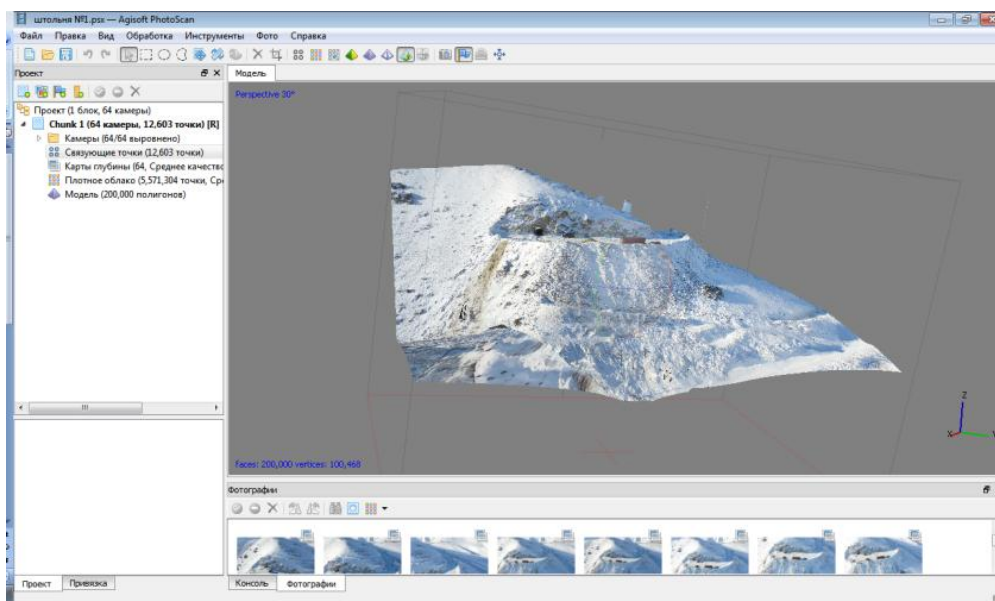 штольня №1.psx — Agisoft PhotoScan
Файл Правка Вид Обработка Инструменты Фото Справка
Проект
Модель
Perspective 30°
Проект (1 блок, 64 камеры)
Chunk 1 (64 камеры, 12,603 точки) [R]
Камеры (64/64 выровнено)
Связующие точки (12,603 точки)
Карты глубины (64, Среднее качество
Плотное облако (5,571,304 точки, Ср
Модель (200,000 полигонов)
Z
X
Y
faces: 200,000 vertices: 100,468
Фотографии
Проект Привязка
Консоль Фотографии